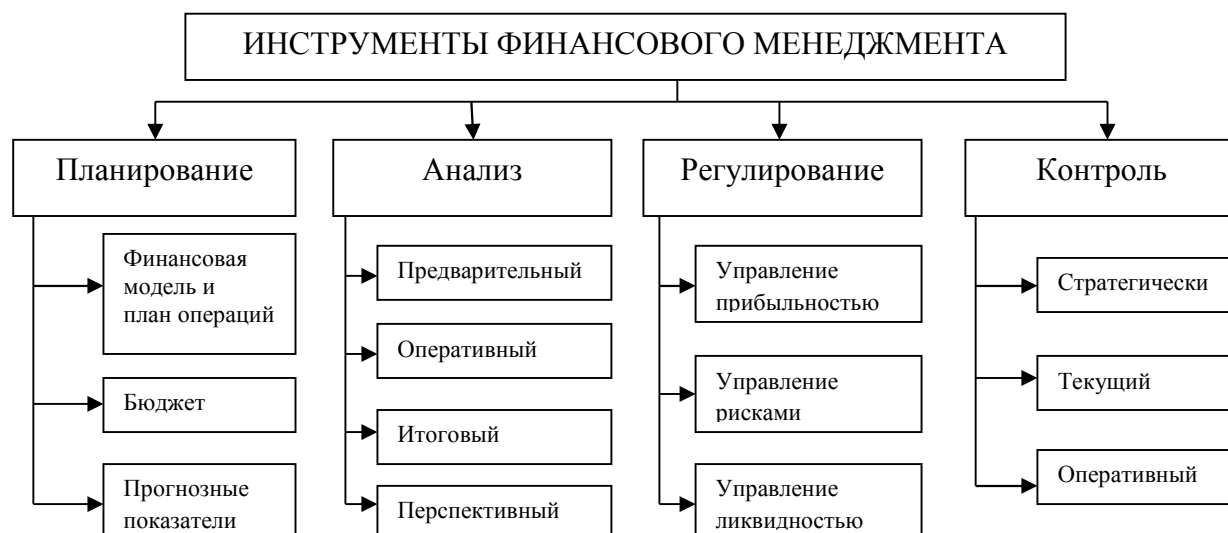 ИНСТРУМЕНТЫ ФИНАНСОВОГО МЕНЕДЖМЕНТА
Планирование
Финансовая
модель и
план операций
Бюджет
Прогнозные
показатели
Анализ
Предварительный
Оперативный
Итоговый
Перспективный
Регулирование
Управление
прибыльностью
Управление
рисками
Управление
ликвидностью
Контроль
Стратегически
Текущий
Оперативный